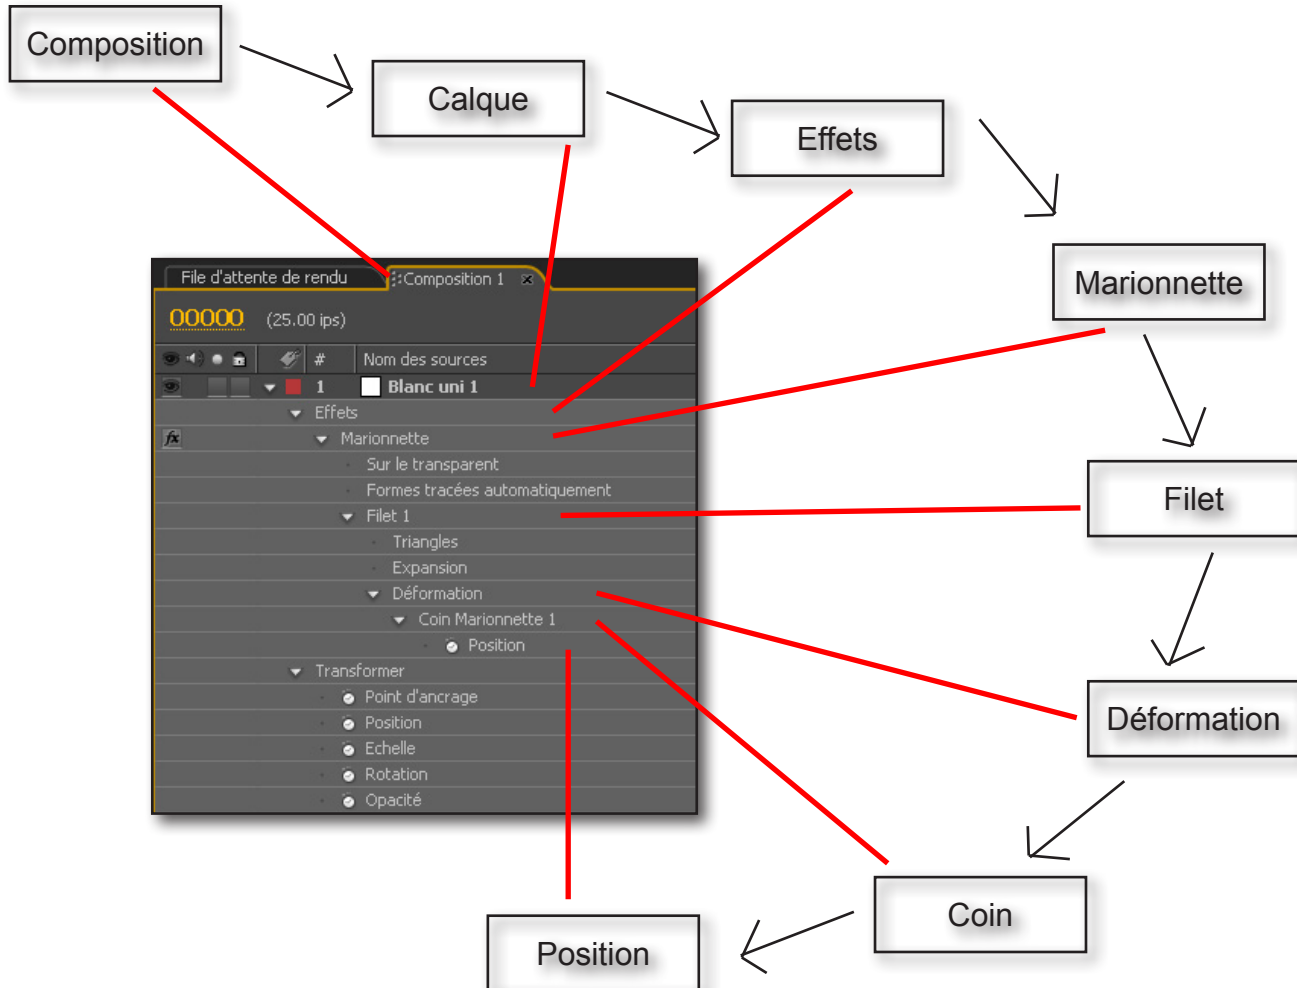 Composition
Calque
Effets
Marionnette
Filet
Déformation
Coin
Position
File d'attente de rendu
Composition 1
00000 (25.00 ips)
# Nom des sources
1 Blanc uni 1
Effets
fx Marionnette
Sur le transparent
Formes tracées automatiquement
Filet 1
Triangles
Expansion
Déformation
Coin Marionnette 1
Position
Transformer
Point d'ancrage
Position
Echelle
Rotation
Opacité